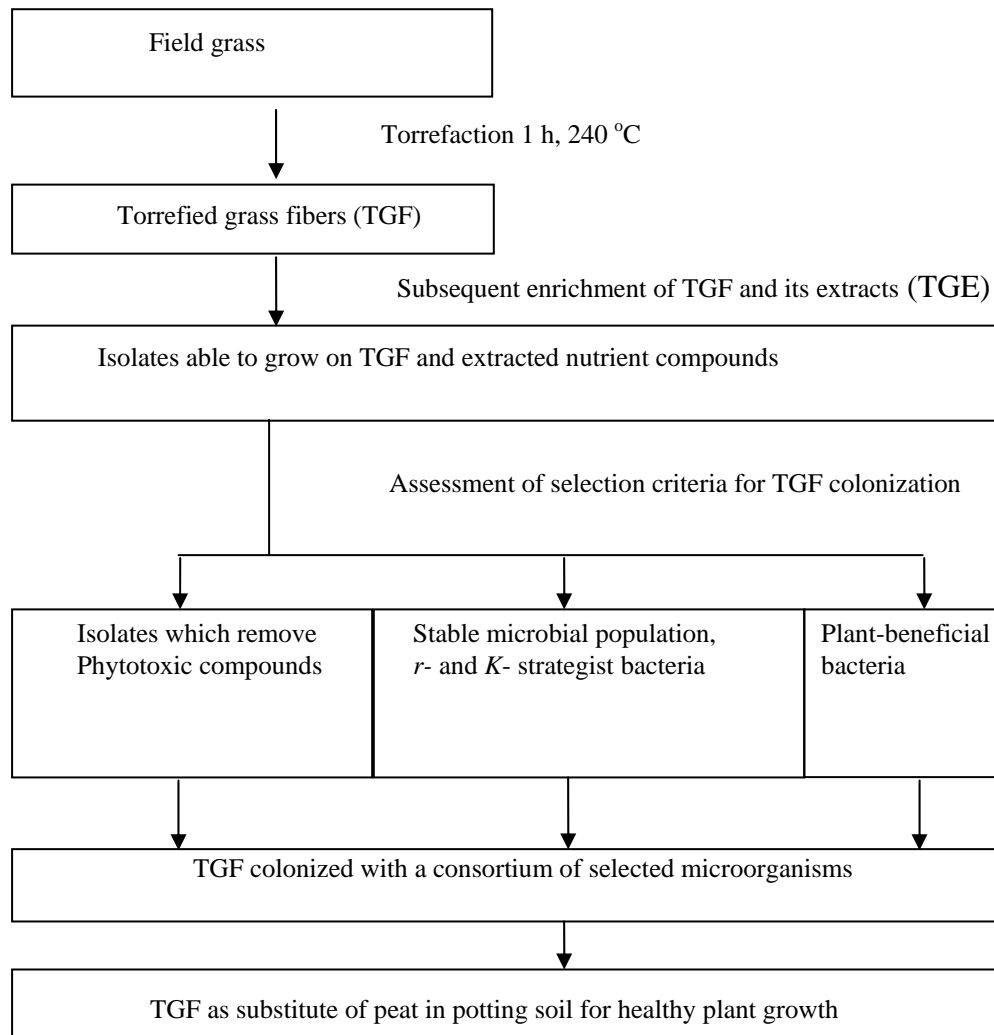 Field grass
Torrefaction 1 h, 240 °C
Torrefied grass fibers (TGF)
Subsequent enrichment of TGF and its extracts (TGE)
Isolates able to grow on TGF and extracted nutrient compounds
Assessment of selection criteria for TGF colonization
Isolates which remove
Phytotoxic compounds
Stable microbial population,
r- and K- strategist bacteria
Plant-beneficial
bacteria
TGF colonized with a consortium of selected microorganisms
TGF as substitute of peat in potting soil for healthy plant growth